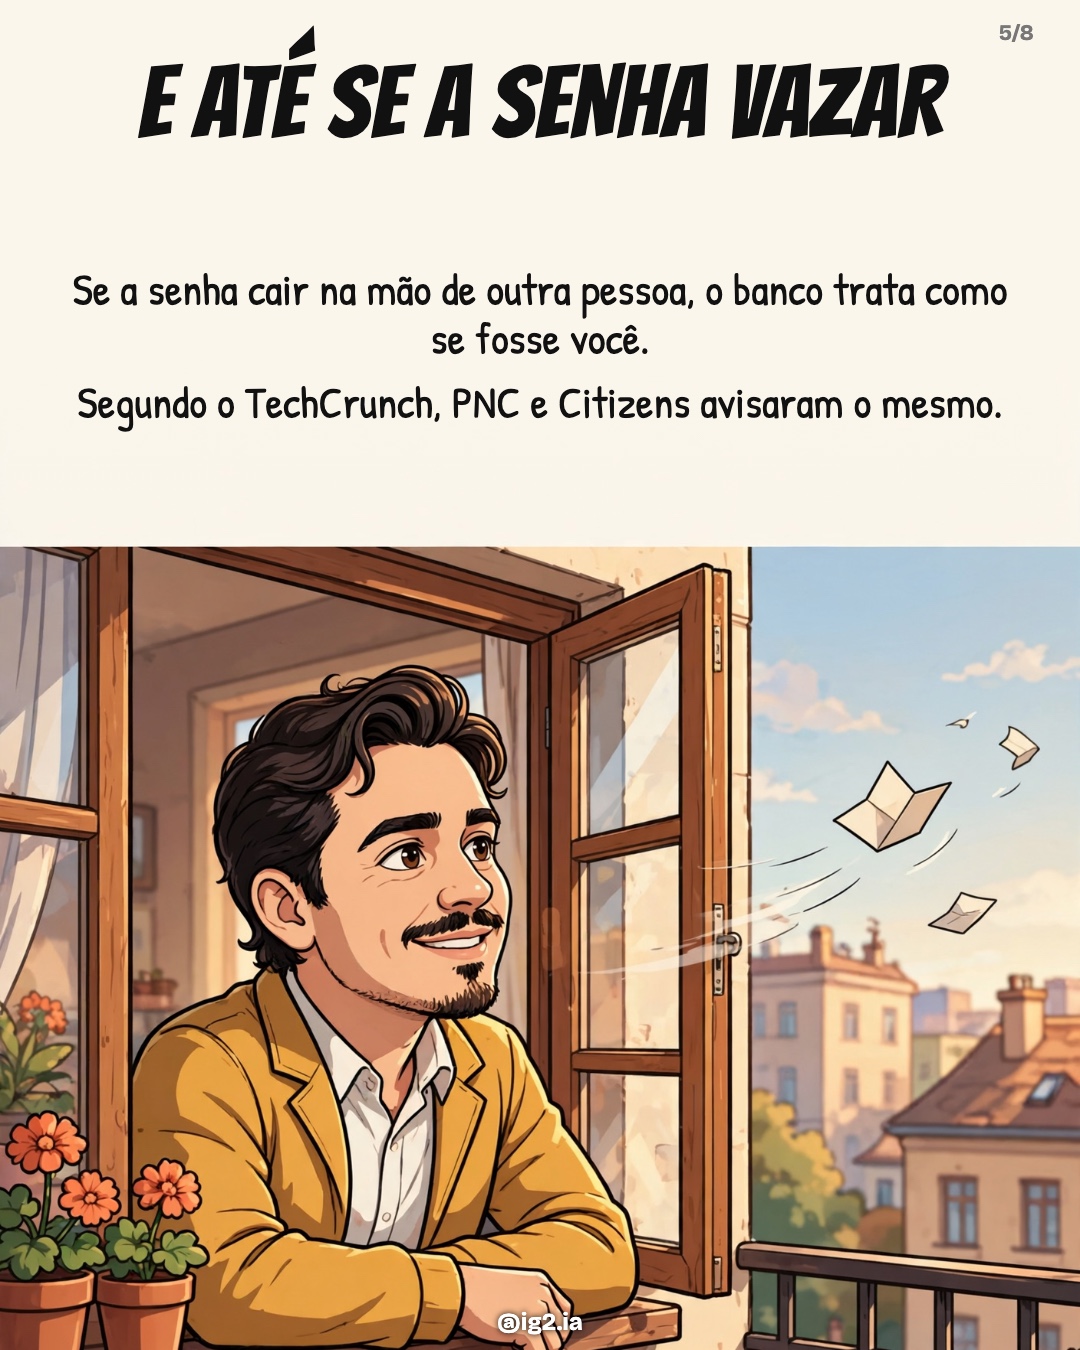 5/8
E ATÉ SE A SENHA VAZAR
Se a senha cair na mão de outra pessoa, o banco trata como
se fosse você.
Segundo o TechCrunch, PNC e Citizens avisaram o mesmo.
@ig2.ia